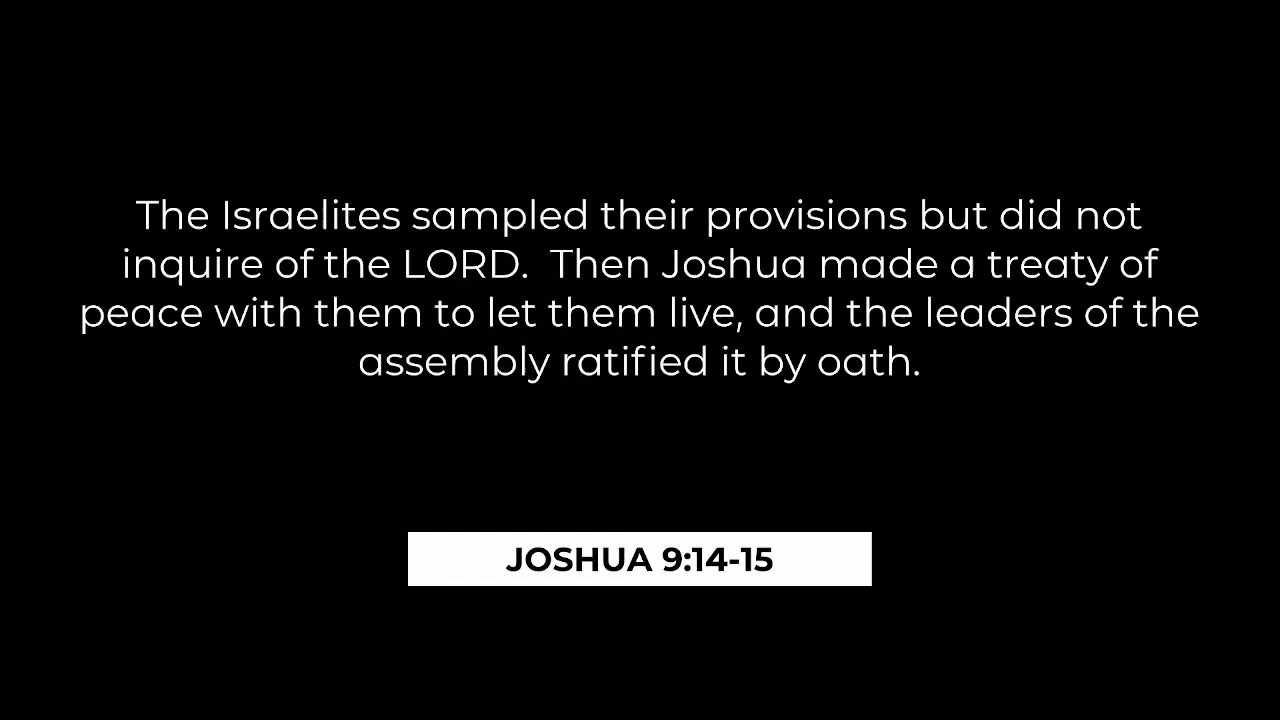 The Israelites sampled their provisions but did not
inquire of the LORD.  Then Joshua made a treaty of
peace with them to let them live, and the leaders of the
assembly ratified it by oath.
JOSHUA 9:14-15